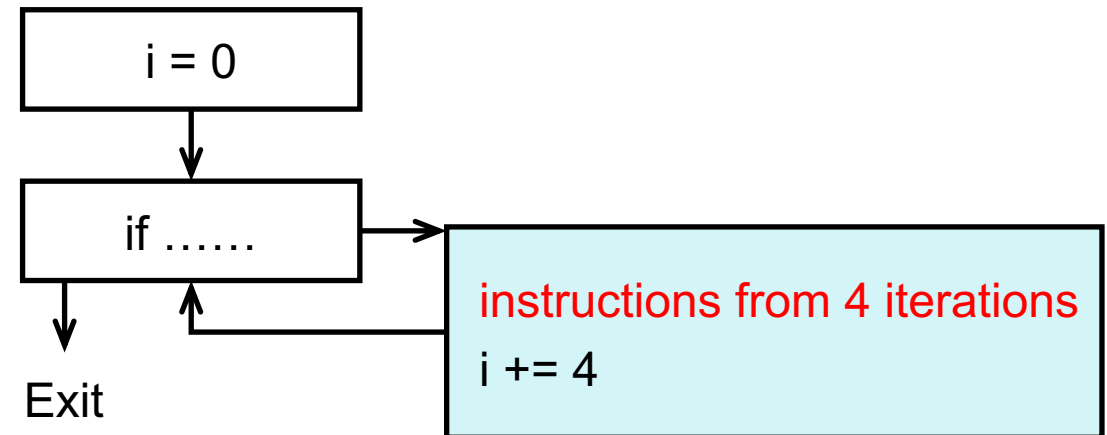 i = 0
if ……
instructions from 4 iterations
i += 4
Exit